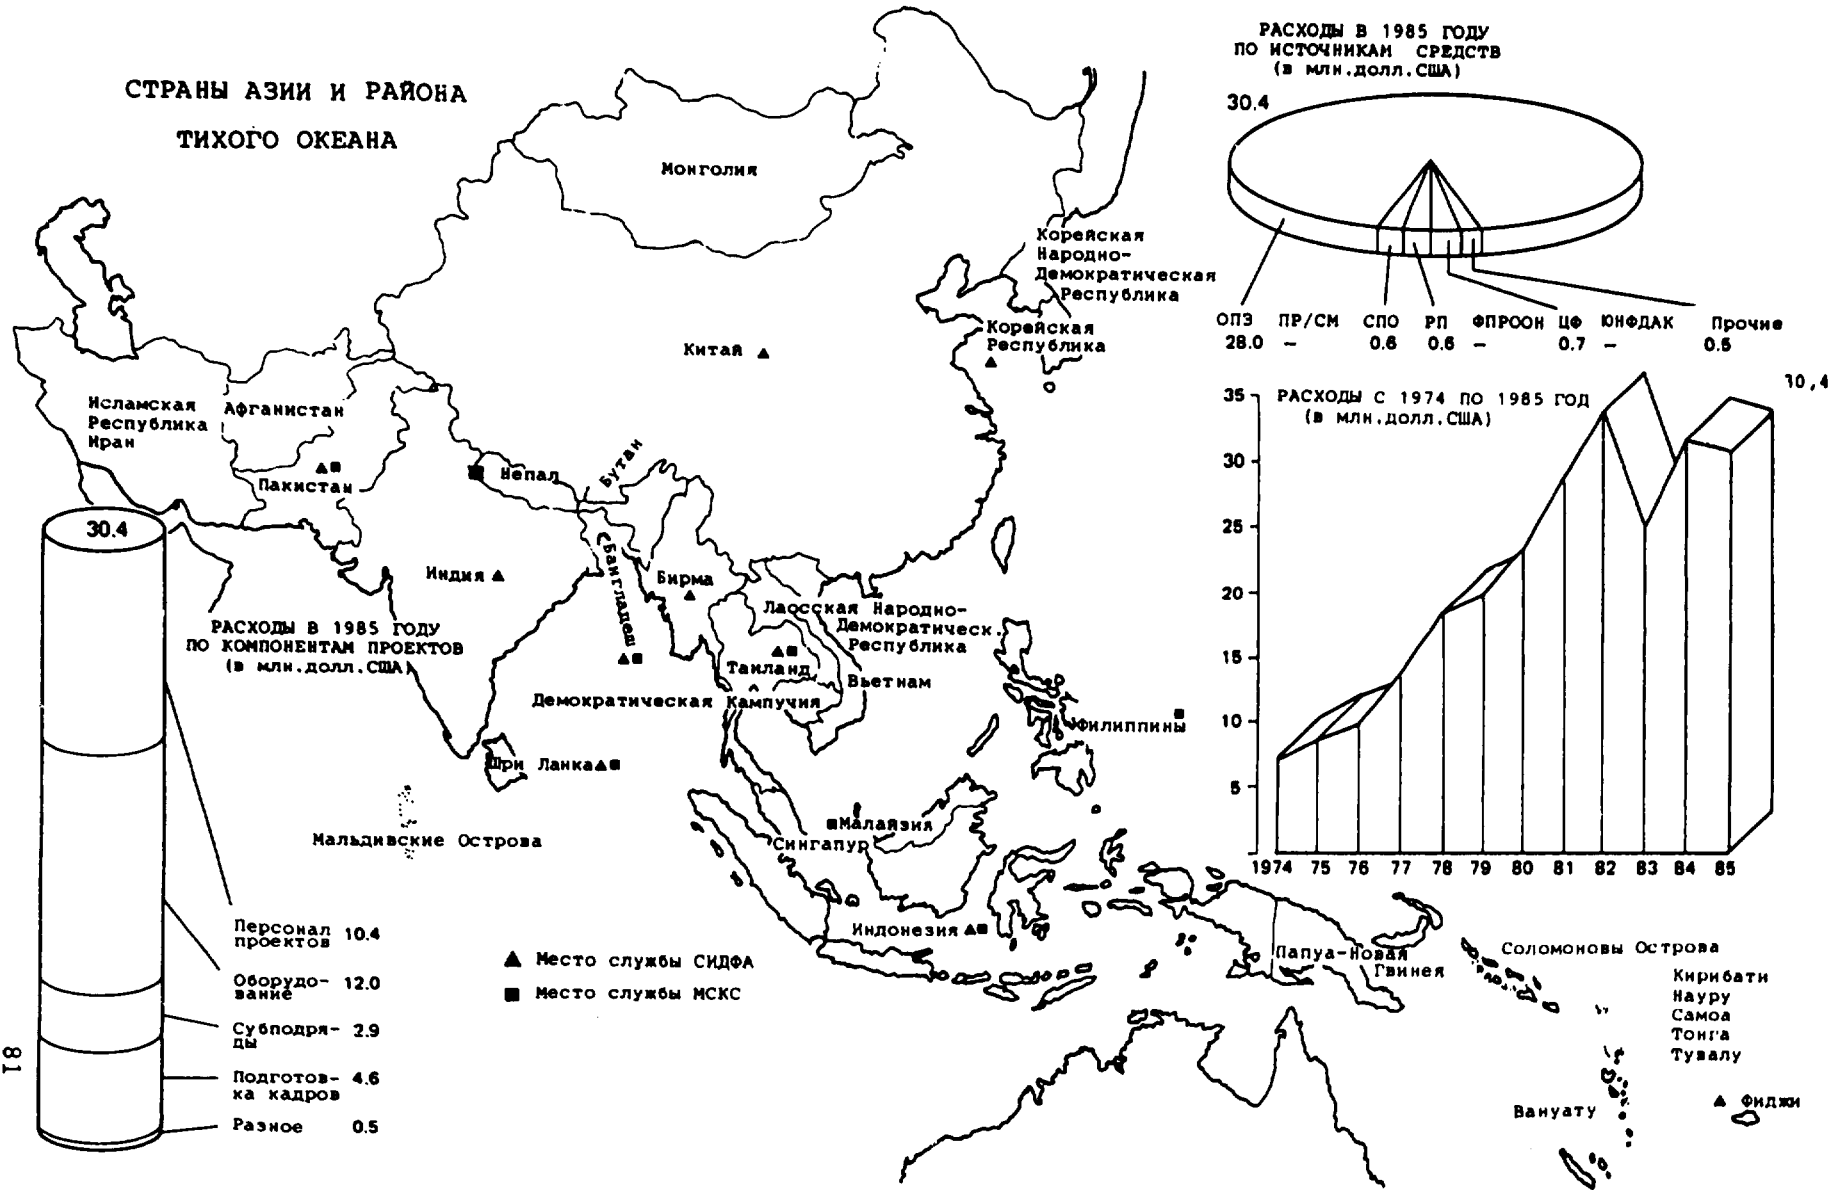 СТРАНЫ АЗИИ И РАЙОНА
ТИХОГО ОКЕАНА
РАСХОДЫ В 1985 ГОДУ
ПО ИСТОЧНИКАМ СРЕДСТВ
(в млн.долл.США)
30.4
ОПЭ ПР/СМ СПО РП ФПРООН ЦФ ЮНФДАК Прочие
28.0 – 0.6 0.6 – 0.7 – 0.5
РАСХОДЫ С 1974 ПО 1985 ГОД
(в млн.долл.США)
30,4
35
30
25
20
15
10
5
1974 75 76 77 78 79 80 81 82 83 84 85
Монголия
Корейская
Народно-
Демократическая
Республика
Корейская
Республика
Китай
Исламская
Республика
Иран
Афганистан
Пакистан
Непал
Бутан
Индия
Бангладеш
Бирма
Лаосская Народно-
Демократическ.
Республика
Таиланд
Вьетнам
Демократическая Кампучия
Филиппины
Шри Ланка
Мальдивские Острова
Малайзия
Сингапур
Индонезия
Папуа-Новая
Гвинея
Соломоновы Острова
Кирибати
Науру
Самоа
Тонга
Тувалу
Вануату
Фиджи
30.4
РАСХОДЫ В 1985 ГОДУ
ПО КОМПОНЕНТАМ ПРОЕКТОВ
(в млн.долл.США)
Персонал
проектов 10.4
Оборудо-
вание 12.0
Субподря-
ды 2.9
Подготов-
ка кадров 4.6
Разное 0.5
Место службы СИДФА
Место службы МСКС
81